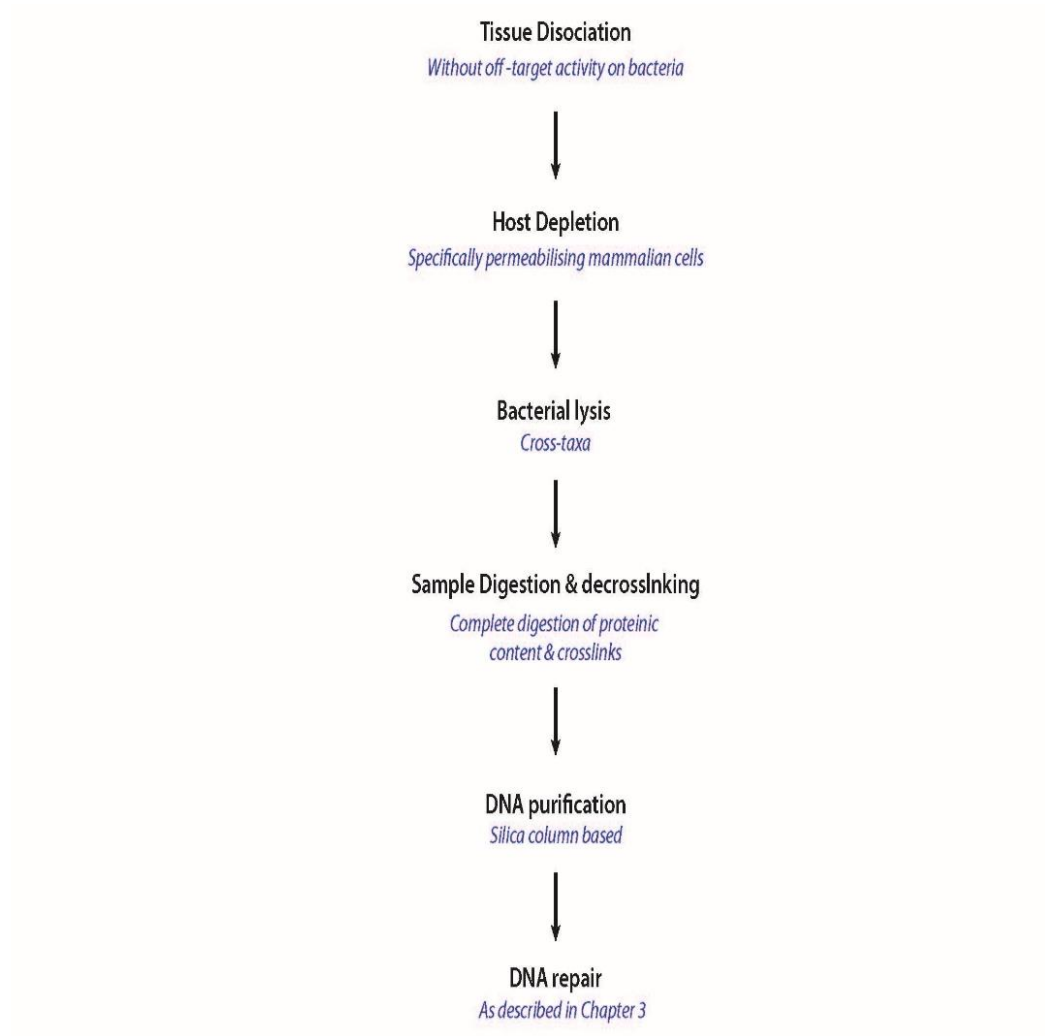 Tissue Disociation
Without off-target activity on bacteria
Host Depletion
Specifically permeabilising mammalian cells
Bacterial lysis
Cross-taxa
Sample Digestion & decrosslnking
Complete digestion of proteinic
content & crosslinks
DNA purification
Silica column based
DNA repair
As described in Chapter 3